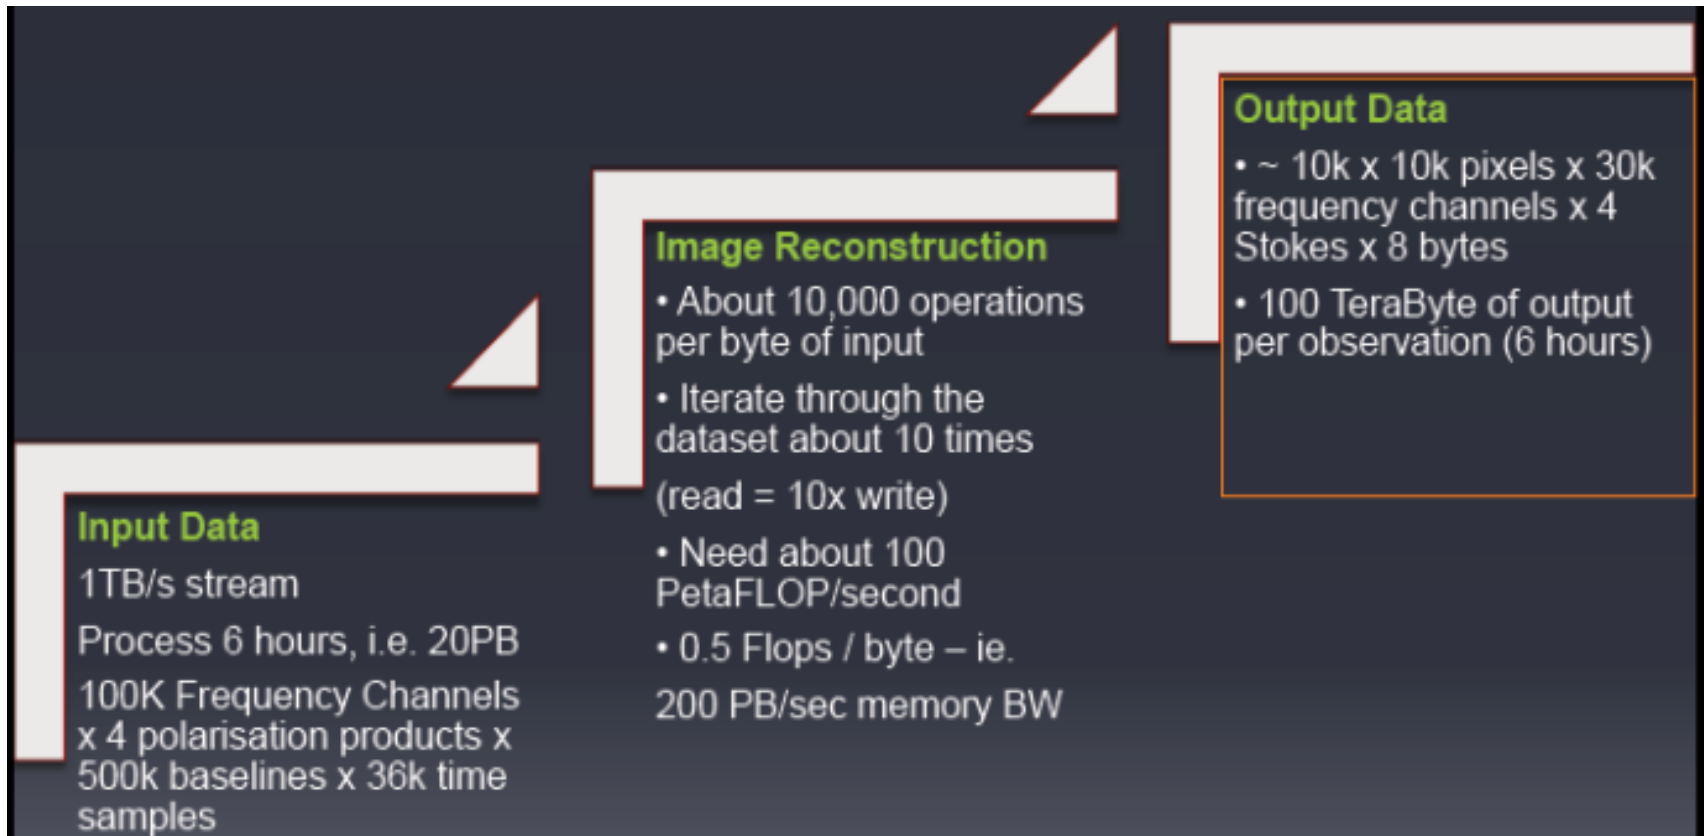 Input Data
1TB/s stream
Process 6 hours, i.e. 20PB
100K Frequency Channels
x 4 polarisation products x
500k baselines x 36k time
samples
Image Reconstruction
• About 10,000 operations
per byte of input
• Iterate through the
dataset about 10 times
(read = 10x write)
• Need about 100
PetaFLOP/second
• 0.5 Flops / byte – ie.
200 PB/sec memory BW
Output Data
• ~ 10k x 10k pixels x 30k
frequency channels x 4
Stokes x 8 bytes
• 100 TeraByte of output
per observation (6 hours)